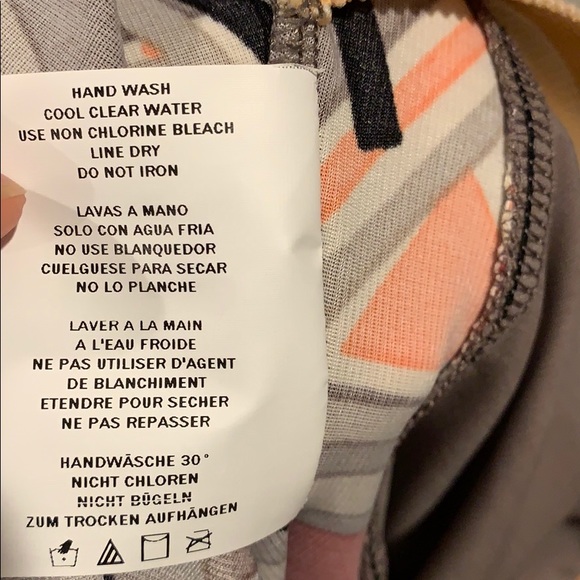 HAND WASH
COOL CLEAR WATER
USE NON CHLORINE BLEACH
LINE DRY
DO NOT IRON
LAVAS A MANO
SOLO CON AGUA FRIA
NO USE BLANQUEDOR
CUELGUESE PARA SECAR
NO LO PLANCHE
LAVER A LA MAIN
A L'EAU FROIDE
NE PAS UTILISER D'AGENT
DE BLANCHIMENT
ETENDRE POUR SECHER
NE PAS REPASSER
HANDWÄSCHE 30°
NICHT CHLOREN
NICHT BÜGELN
ZUM TROCKEN AUFHÄNGEN